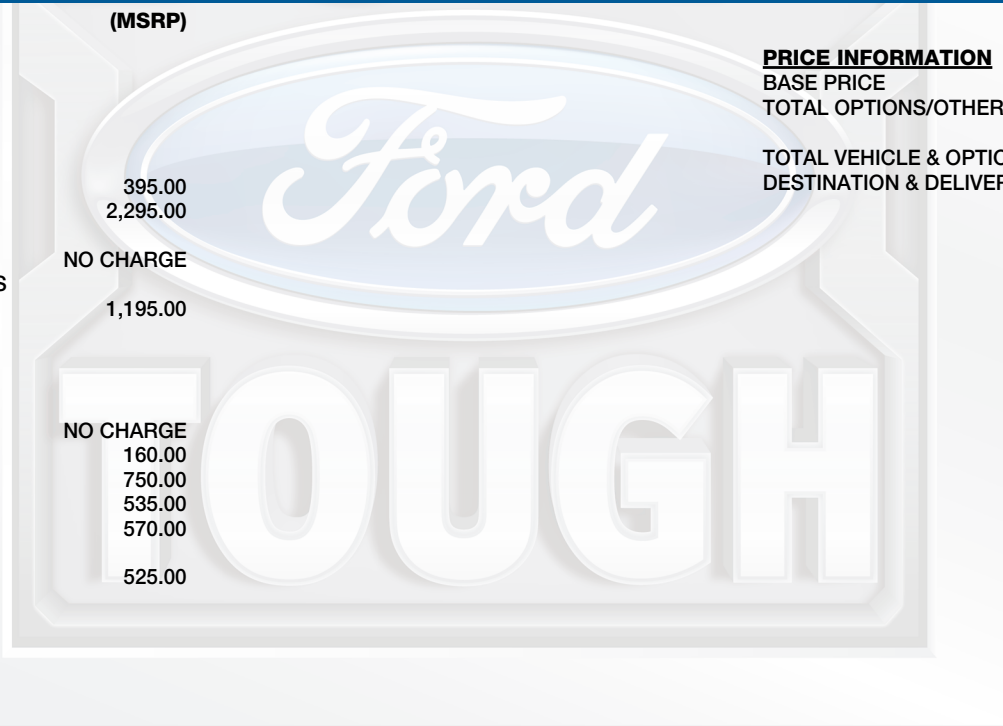 (MSRP)
395.00
2,295.00
NO CHARGE
S
1,195.00
NO CHARGE
160.00
750.00
535.00
570.00
525.00
PRICE INFORMATION
BASE PRICE
TOTAL OPTIONS/OTHER
TOTAL VEHICLE & OPTIO
DESTINATION & DELIVER
Ford
TOUGH